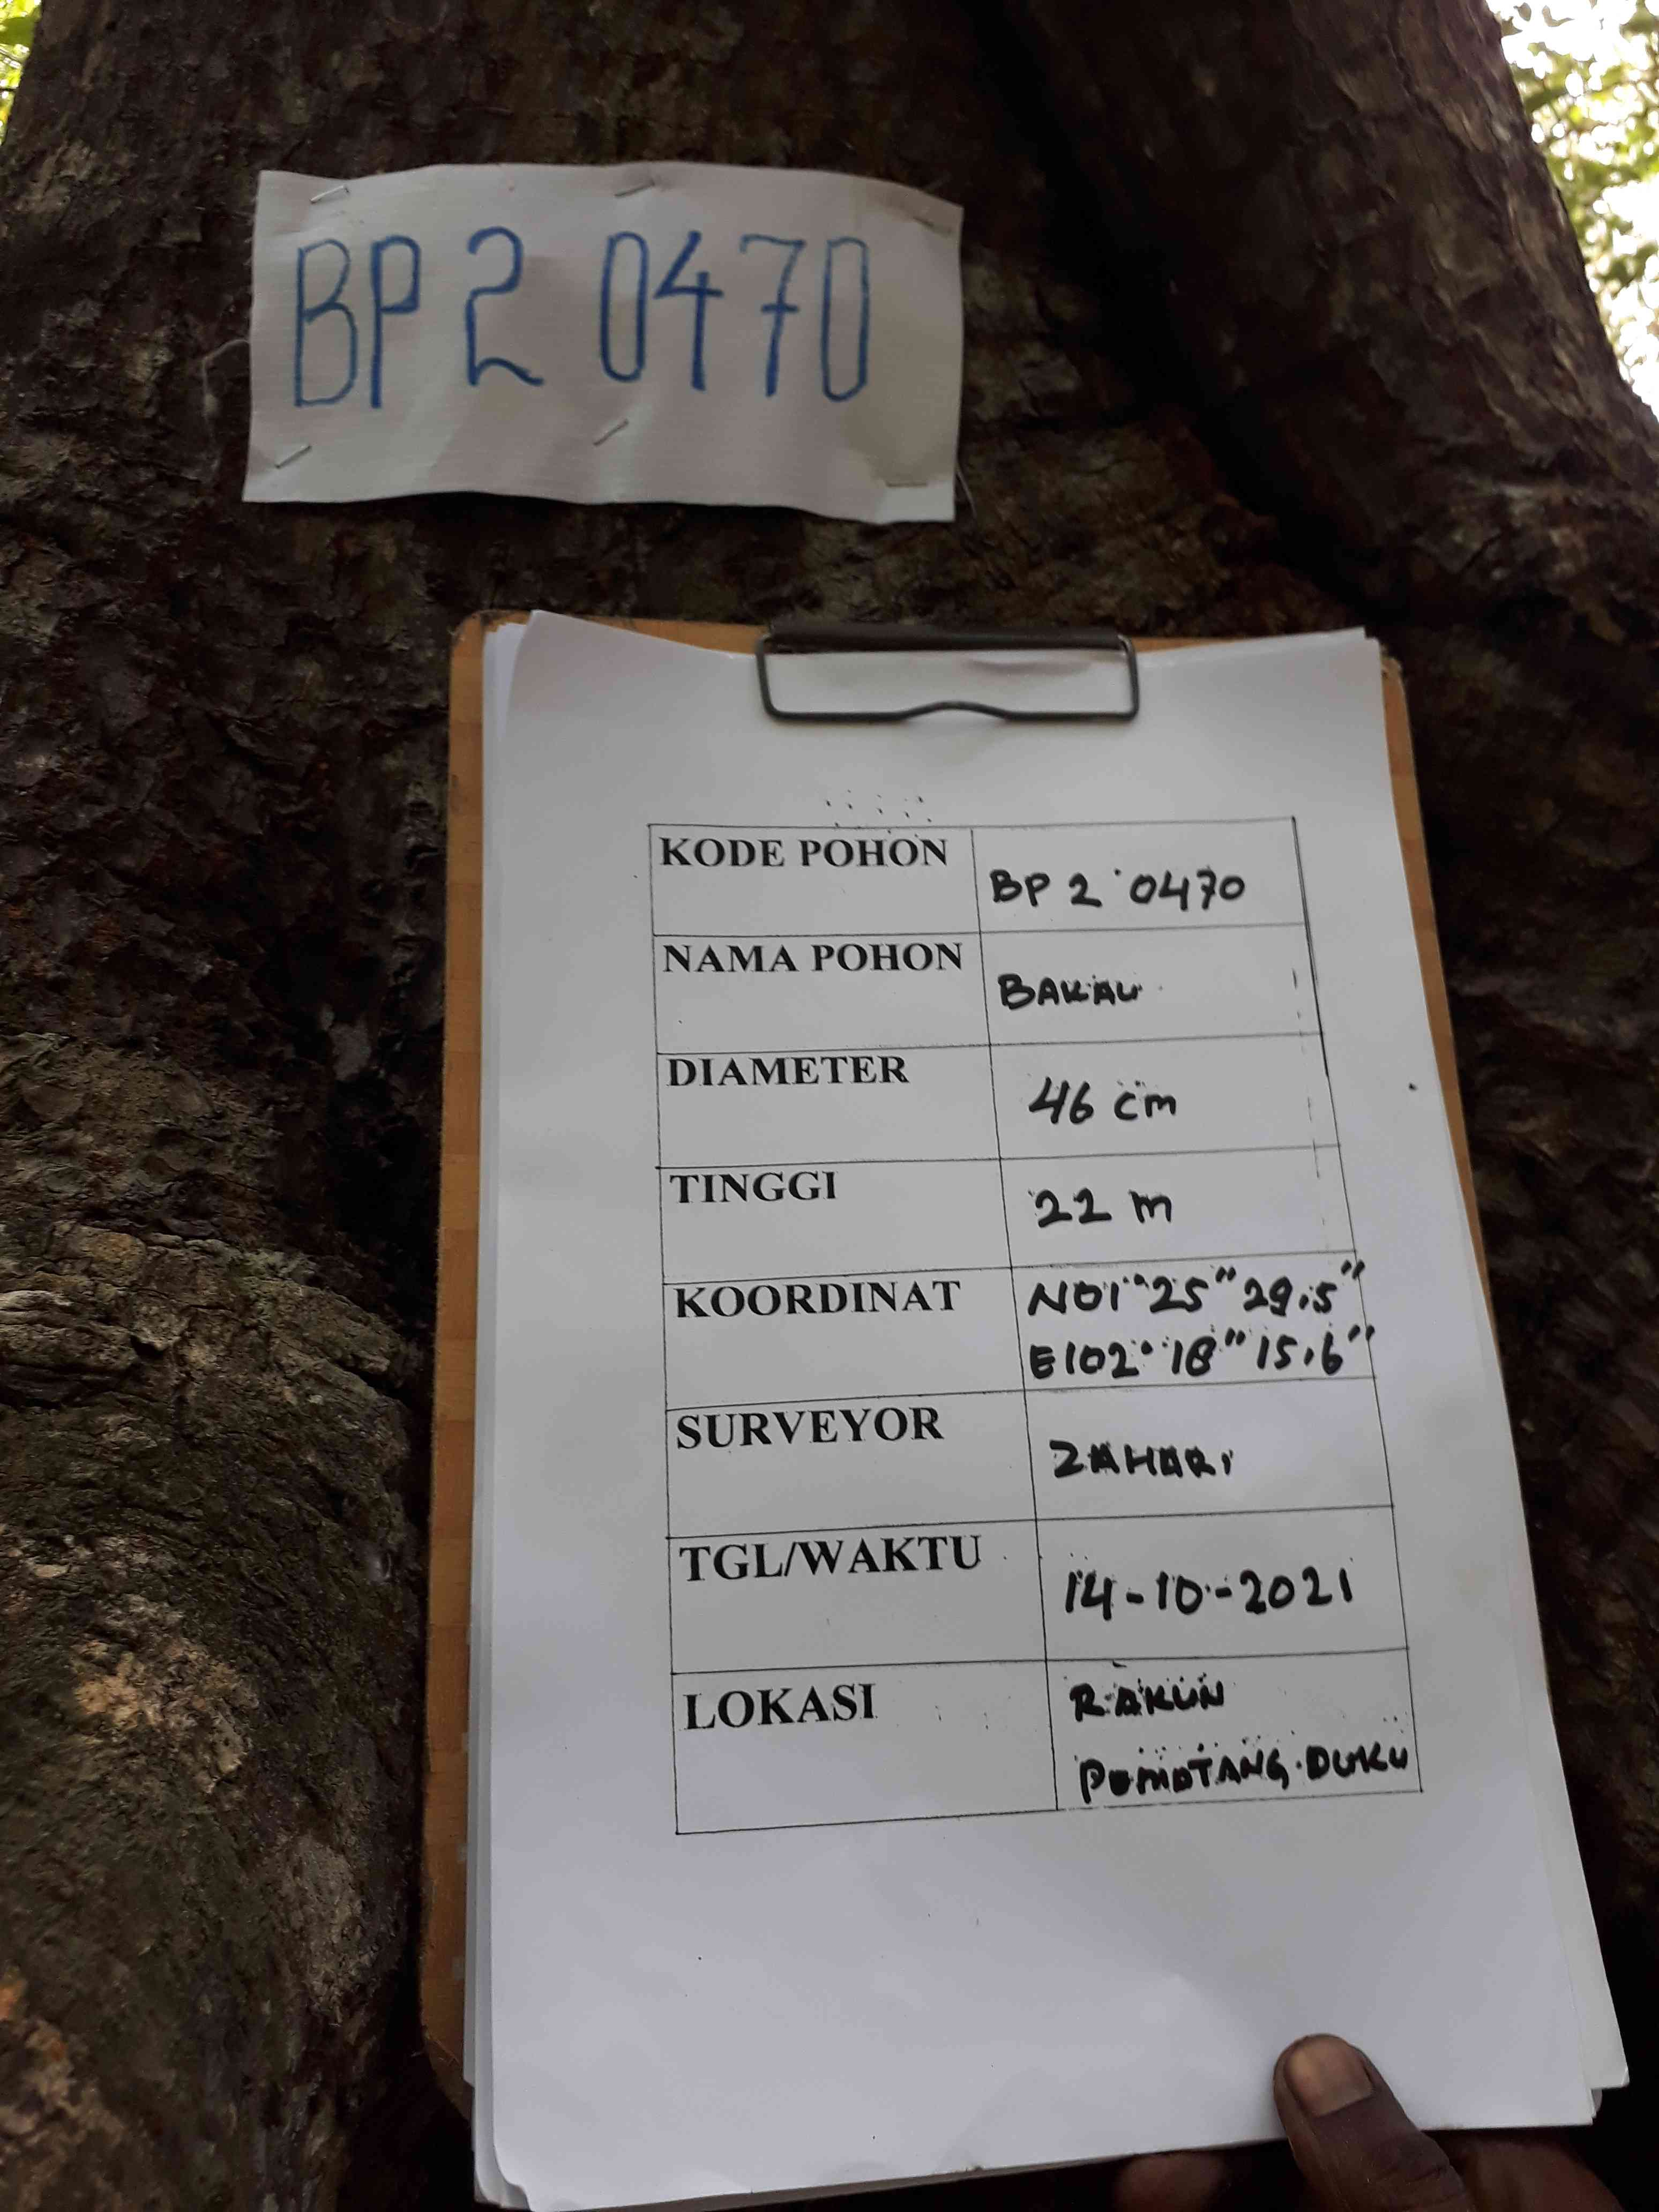 BP 2 0470
KODE POHON
BP 2 0470
NAMA POHON
BAKAU
DIAMETER
46 cm
TINGGI
22 m
KOORDINAT
N01°25"29.5"
E102°18"15.6"
SURVEYOR
ZAHARI
TGL/WAKTU
14-10-2021
LOKASI
RAKUN
PEMATANG DUKU